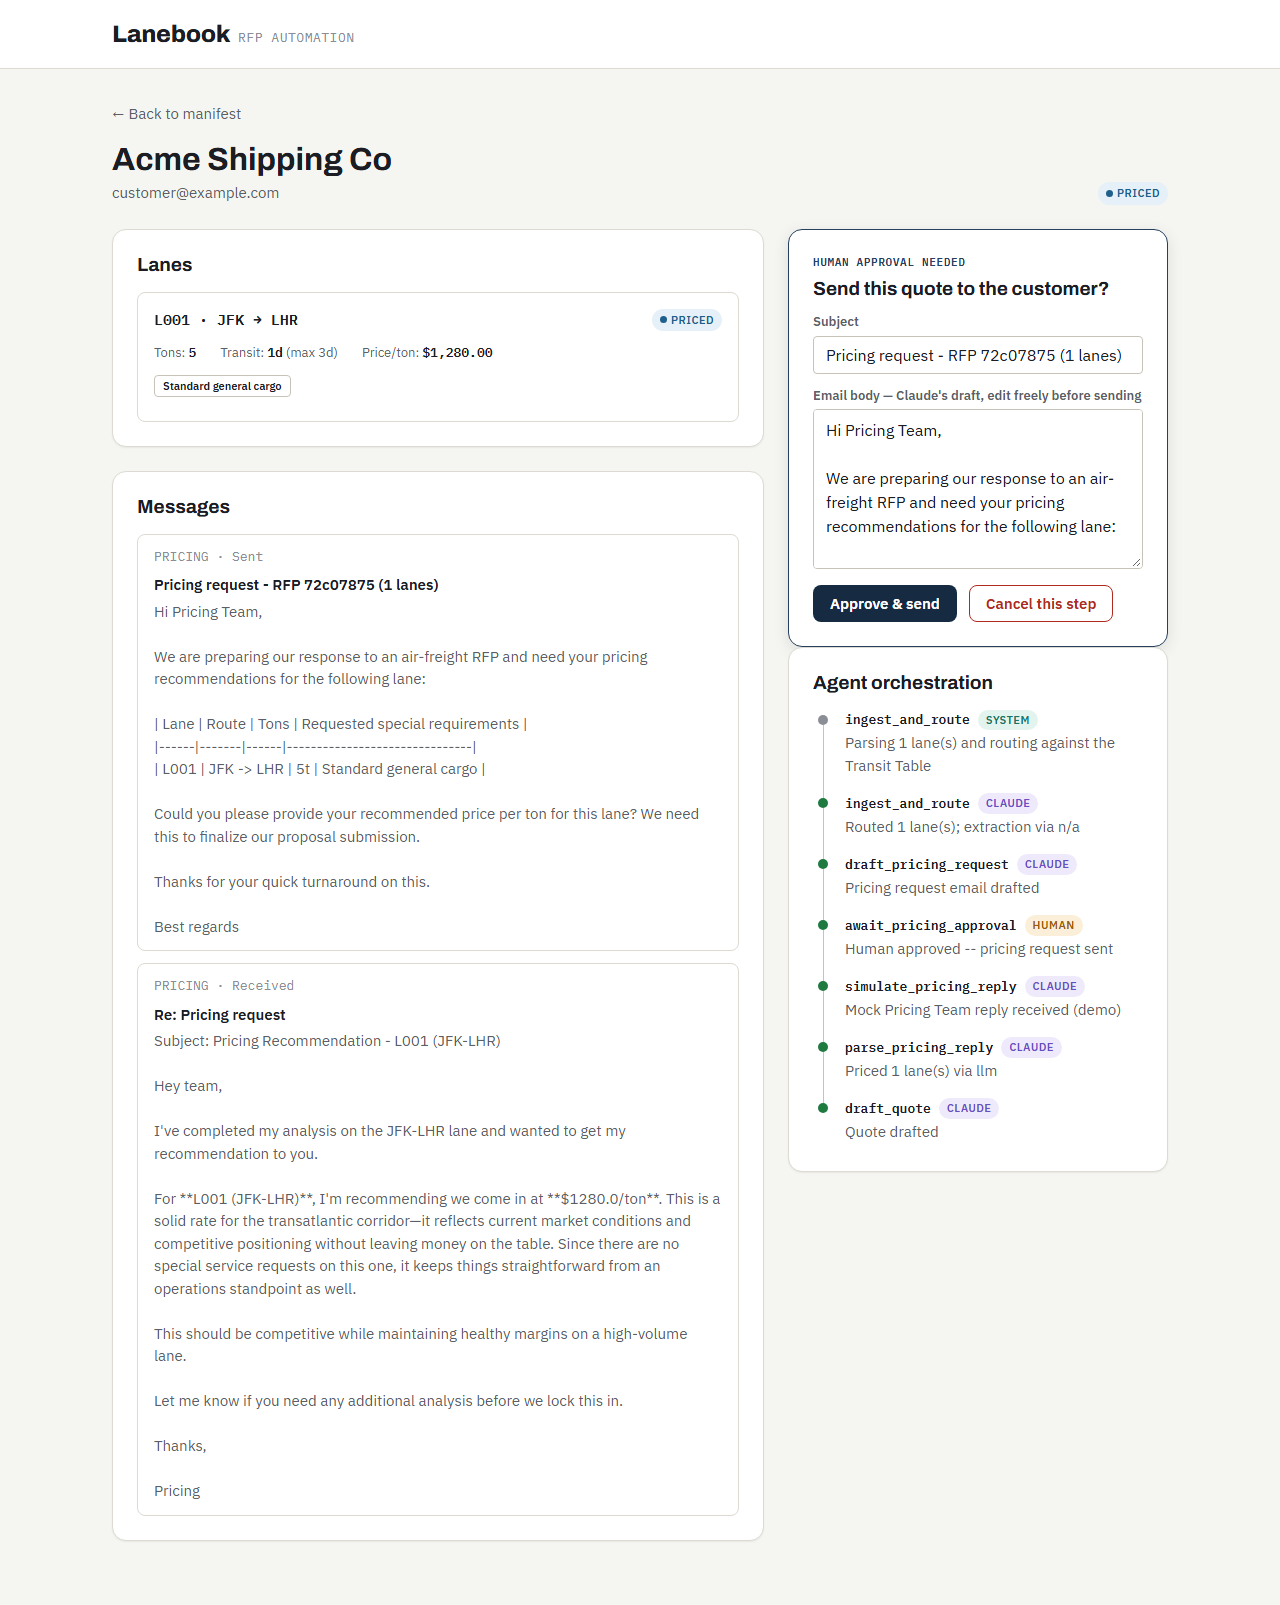 Lanebook RFP AUTOMATION
← Back to manifest
Acme Shipping Co
customer@example.com
PRICED
Lanes
L001 · JFK → LHR
PRICED
Tons: 5 Transit: 1d (max 3d) Price/ton: $1,280.00
Standard general cargo
Messages
PRICING · Sent
Pricing request - RFP 72c07875 (1 lanes)
Hi Pricing Team,
We are preparing our response to an air-freight RFP and need your pricing
recommendations for the following lane:
| Lane | Route | Tons | Requested special requirements |
|------|-------|------|-------------------------------|
| L001 | JFK -> LHR | 5t | Standard general cargo |
Could you please provide your recommended price per ton for this lane? We need
this to finalize our proposal submission.
Thanks for your quick turnaround on this.
Best regards
PRICING · Received
Re: Pricing request
Subject: Pricing Recommendation - L001 (JFK-LHR)
Hey team,
I've completed my analysis on the JFK-LHR lane and wanted to get my
recommendation to you.
For **L001 (JFK-LHR)**, I'm recommending we come in at **$1280.0/ton**. This is a
solid rate for the transatlantic corridor—it reflects current market conditions and
competitive positioning without leaving money on the table. Since there are no
special service requests on this one, it keeps things straightforward from an
operations standpoint as well.
This should be competitive while maintaining healthy margins on a high-volume
lane.
Let me know if you need any additional analysis before we lock this in.
Thanks,
Pricing
HUMAN APPROVAL NEEDED
Send this quote to the customer?
Subject
Pricing request - RFP 72c07875 (1 lanes)
Email body — Claude's draft, edit freely before sending
Hi Pricing Team,
We are preparing our response to an air-
freight RFP and need your pricing
recommendations for the following lane:
Approve & send
Cancel this step
Agent orchestration
ingest_and_route SYSTEM
Parsing 1 lane(s) and routing against the
Transit Table
ingest_and_route CLAUDE
Routed 1 lane(s); extraction via n/a
draft_pricing_request CLAUDE
Pricing request email drafted
await_pricing_approval HUMAN
Human approved -- pricing request sent
simulate_pricing_reply CLAUDE
Mock Pricing Team reply received (demo)
parse_pricing_reply CLAUDE
Priced 1 lane(s) via llm
draft_quote CLAUDE
Quote drafted